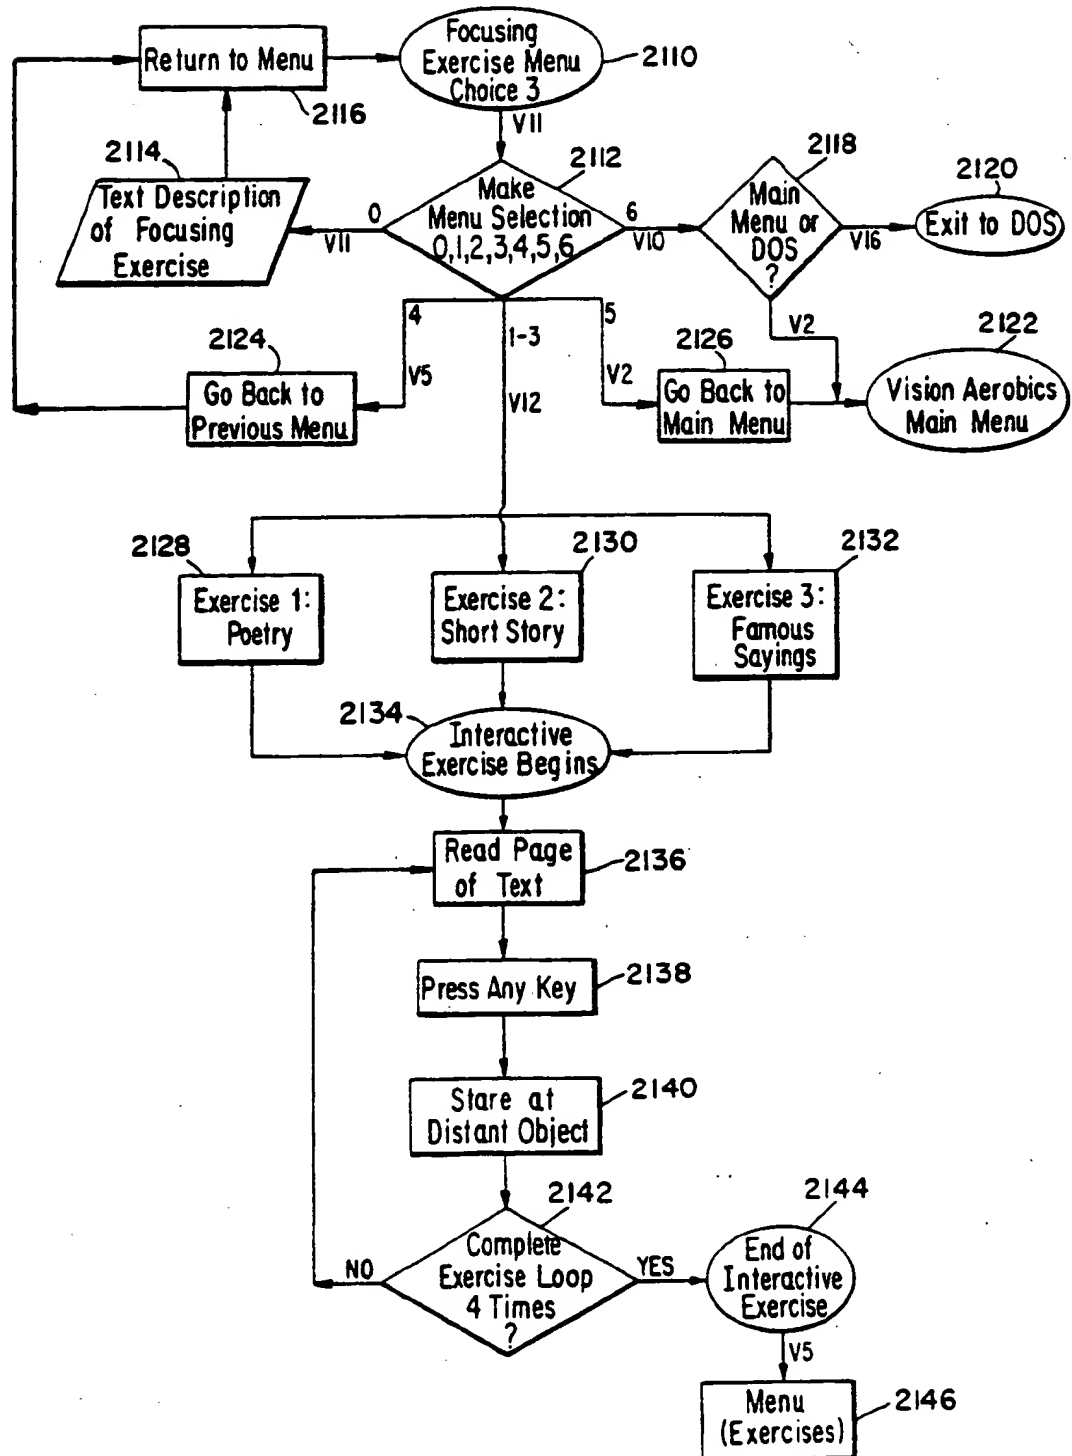 Return to Menu
2116
Focusing
Exercise Menu
Choice 3
2110
V11
2114
Text Description
of Focusing
Exercise
0
V11
2112
Make
Menu Selection
0,1,2,3,4,5,6
6
V10
2118
Main
Menu or
DOS
?
V16
2120
Exit to DOS
V2
2122
Vision Aerobics
Main Menu
4
V5
1-3
V12
5
V2
2124
Go Back to
Previous Menu
2126
Go Back to
Main Menu
2128
Exercise 1:
Poetry
2130
Exercise 2:
Short Story
2132
Exercise 3:
Famous
Sayings
2134
Interactive
Exercise Begins
Read Page
of Text
2136
Press Any Key
2138
Stare at
Distant Object
2140
2142
Complete
Exercise Loop
4 Times
?
NO
YES
2144
End of
Interactive
Exercise
V5
Menu
(Exercises)
2146